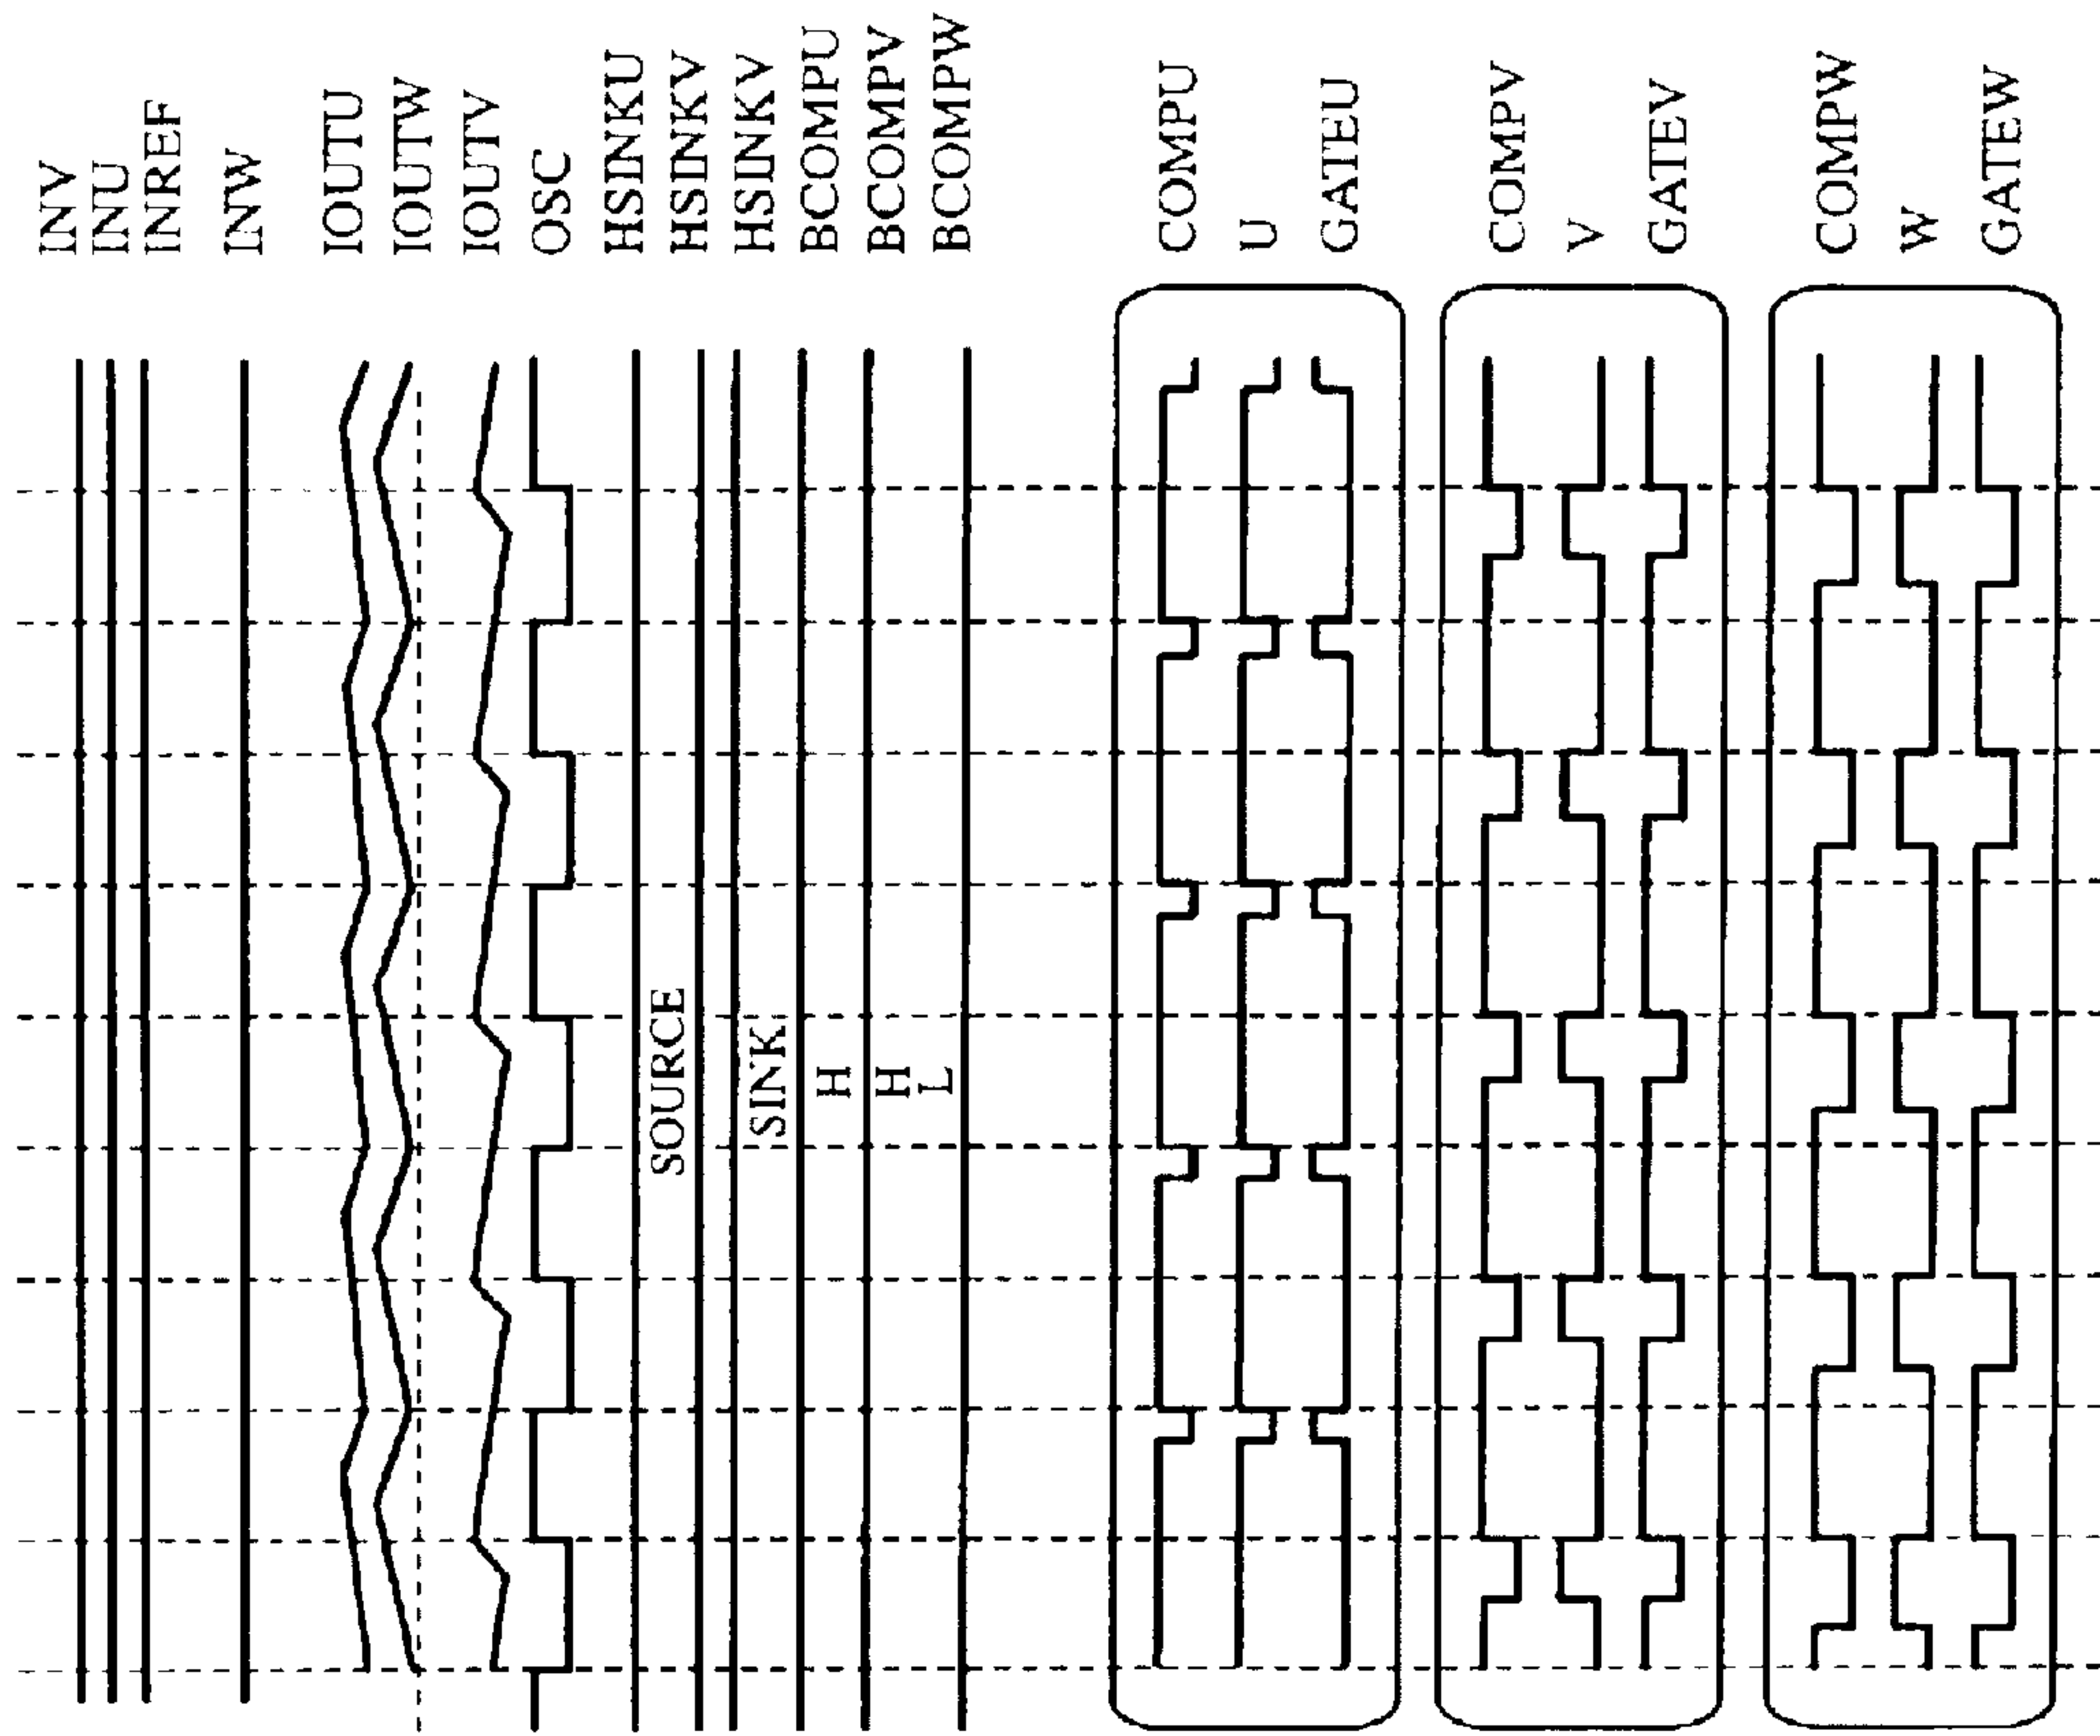 INV
INU
INREF
INW
IOUTU
IOUTW
IOUTV
OSC
HSINKU
HSINKV
HSINKV
BCOMPU
BCOMPV
BCOMPW
SOURCE
SINK
H
H
L
COMPU
U
GATEU
COMPV
V
GATEV
COMPW
W
GATEW